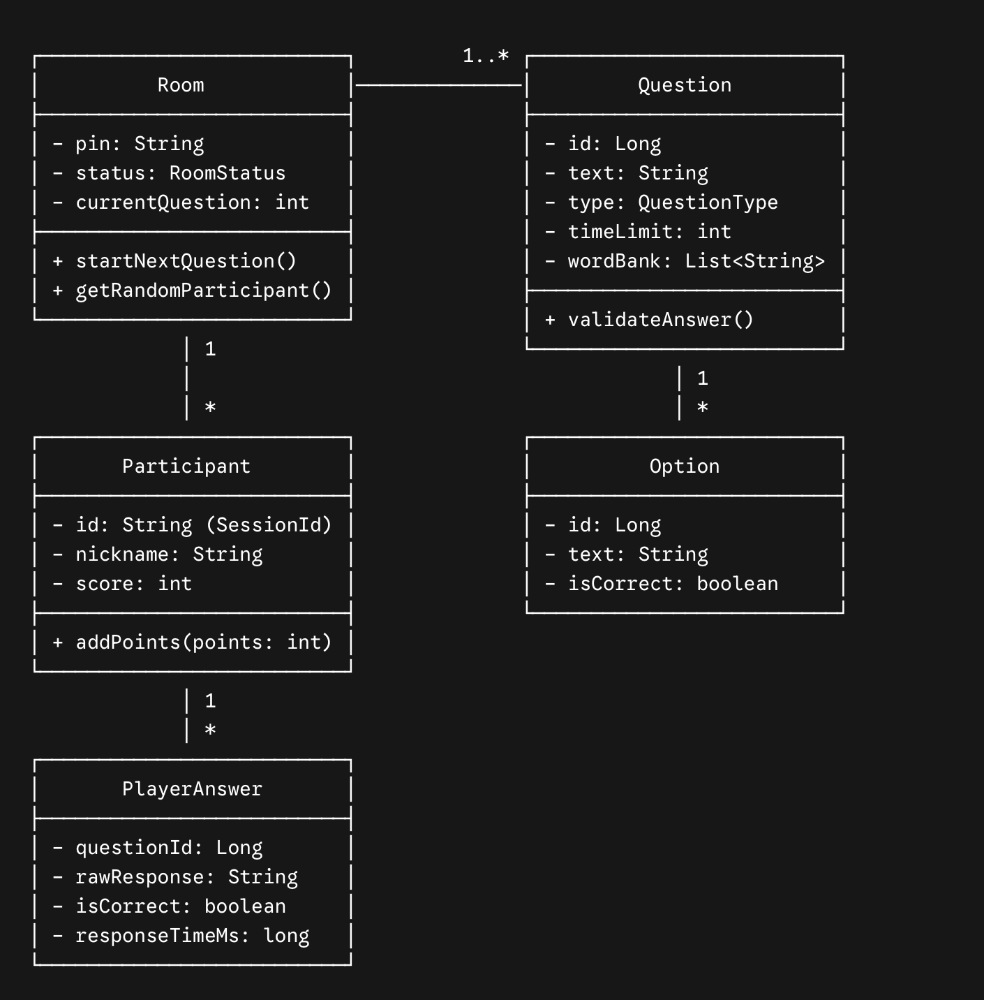 1..*
Room
- pin: String
- status: RoomStatus
- currentQuestion: int
+ startNextQuestion()
+ getRandomParticipant()
Question
- id: Long
- text: String
- type: QuestionType
- timeLimit: int
- wordBank: List<String>
+ validateAnswer()
1
*
1
*
Participant
- id: String (SessionId)
- nickname: String
- score: int
+ addPoints(points: int)
Option
- id: Long
- text: String
- isCorrect: boolean
1
*
PlayerAnswer
- questionId: Long
- rawResponse: String
- isCorrect: boolean
- responseTimeMs: long